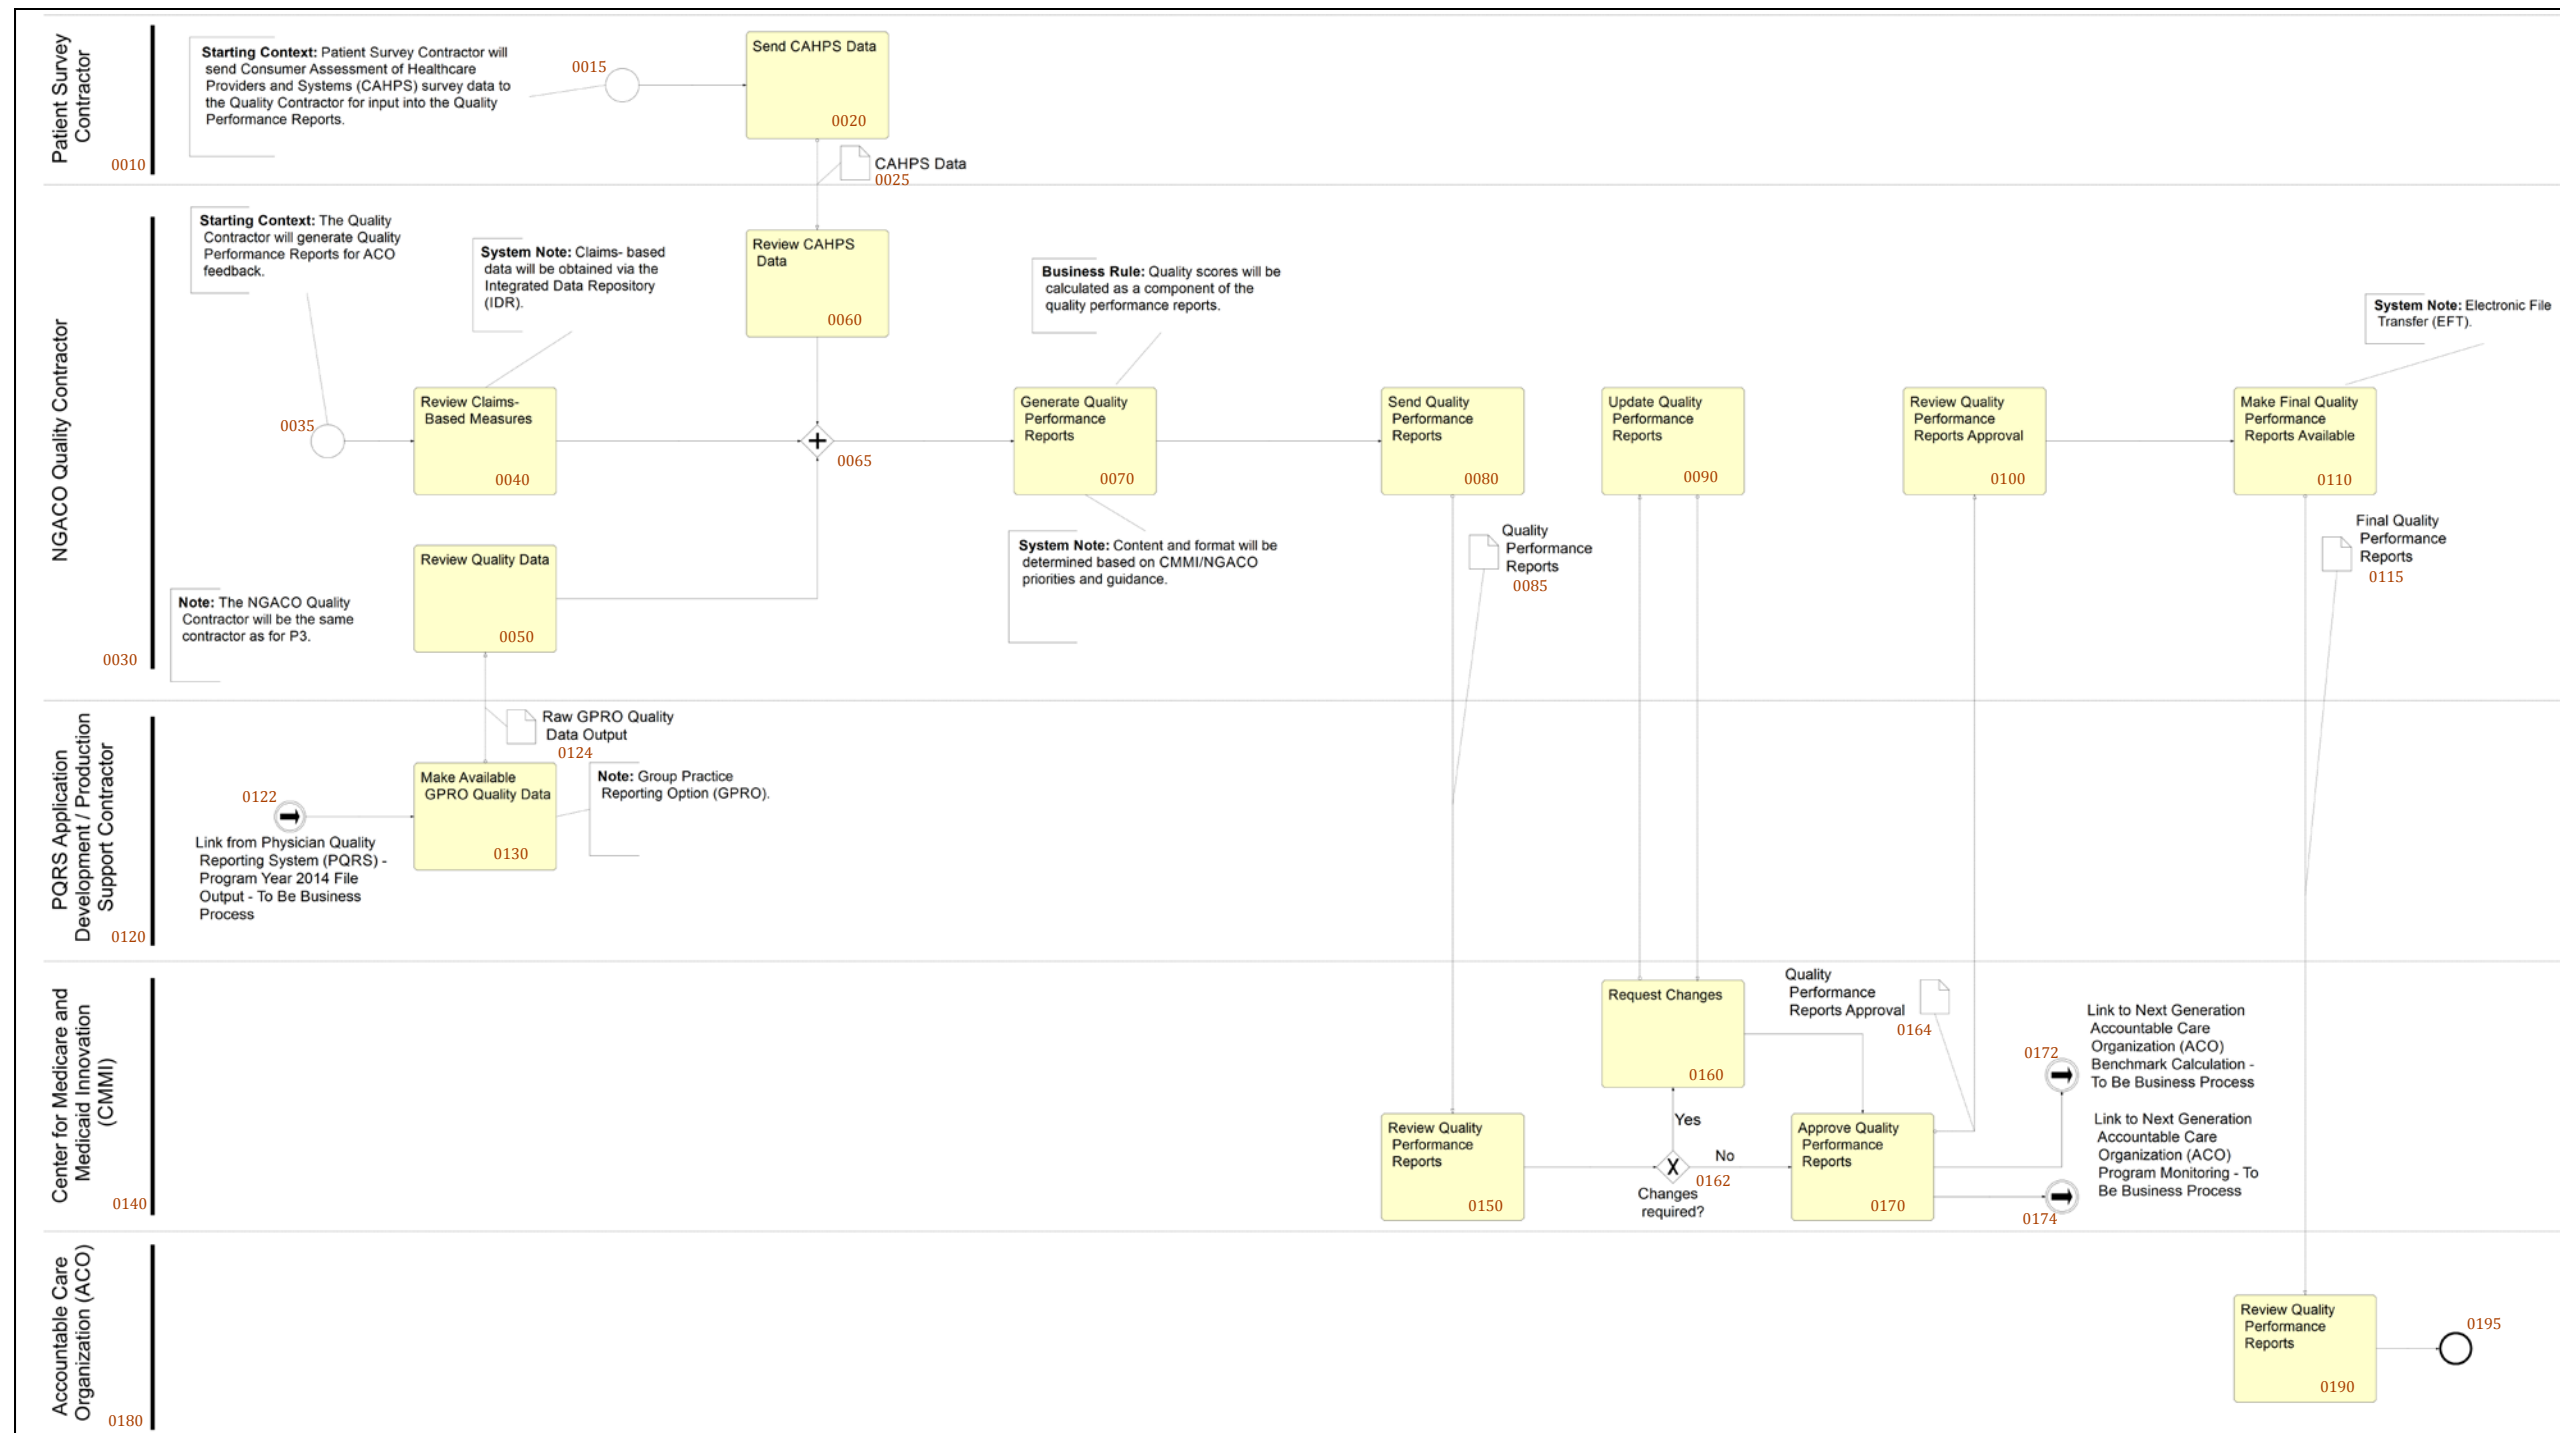 Patient Survey
Contractor
0010
Starting Context: Patient Survey Contractor will
send Consumer Assessment of Healthcare
Providers and Systems (CAHPS) survey data to
the Quality Contractor for input into the Quality
Performance Reports.
0015
Send CAHPS Data
0020
CAHPS Data
0025
NGACO Quality Contractor
0030
Starting Context: The Quality
Contractor will generate Quality
Performance Reports for ACO
feedback.
System Note: Claims- based
data will be obtained via the
Integrated Data Repository
(IDR).
Review CAHPS
Data
0060
Business Rule: Quality scores will be
calculated as a component of the
quality performance reports.
System Note: Electronic File
Transfer (EFT).
0035
Review Claims-
Based Measures
0040
0065
Generate Quality
Performance
Reports
0070
Send Quality
Performance
Reports
0080
Update Quality
Performance
Reports
0090
Review Quality
Performance
Reports Approval
0100
Make Final Quality
Performance
Reports Available
0110
System Note: Content and format will be
determined based on CMMI/NGACO
priorities and guidance.
Quality
Performance
Reports
0085
Final Quality
Performance
Reports
0115
Review Quality Data
0050
Note: The NGACO Quality
Contractor will be the same
contractor as for P3.
PQRS Application
Development / Production
Support Contractor
0120
Raw GPRO Quality
Data Output
0124
0122
Link from Physician Quality
Reporting System (PQRS) -
Program Year 2014 File
Output - To Be Business
Process
Make Available
GPRO Quality Data
0130
Note: Group Practice
Reporting Option (GPRO).
Center for Medicare and
Medicaid Innovation
(CMMI)
0140
Request Changes
0160
Quality
Performance
Reports Approval
0164
0172
Link to Next Generation
Accountable Care
Organization (ACO)
Benchmark Calculation -
To Be Business Process
Review Quality
Performance
Reports
0150
Yes
X
No
0162
Changes
required?
Approve Quality
Performance
Reports
0170
Link to Next Generation
Accountable Care
Organization (ACO)
Program Monitoring - To
Be Business Process
0174
Accountable Care
Organization (ACO)
0180
Review Quality
Performance
Reports
0190
0195